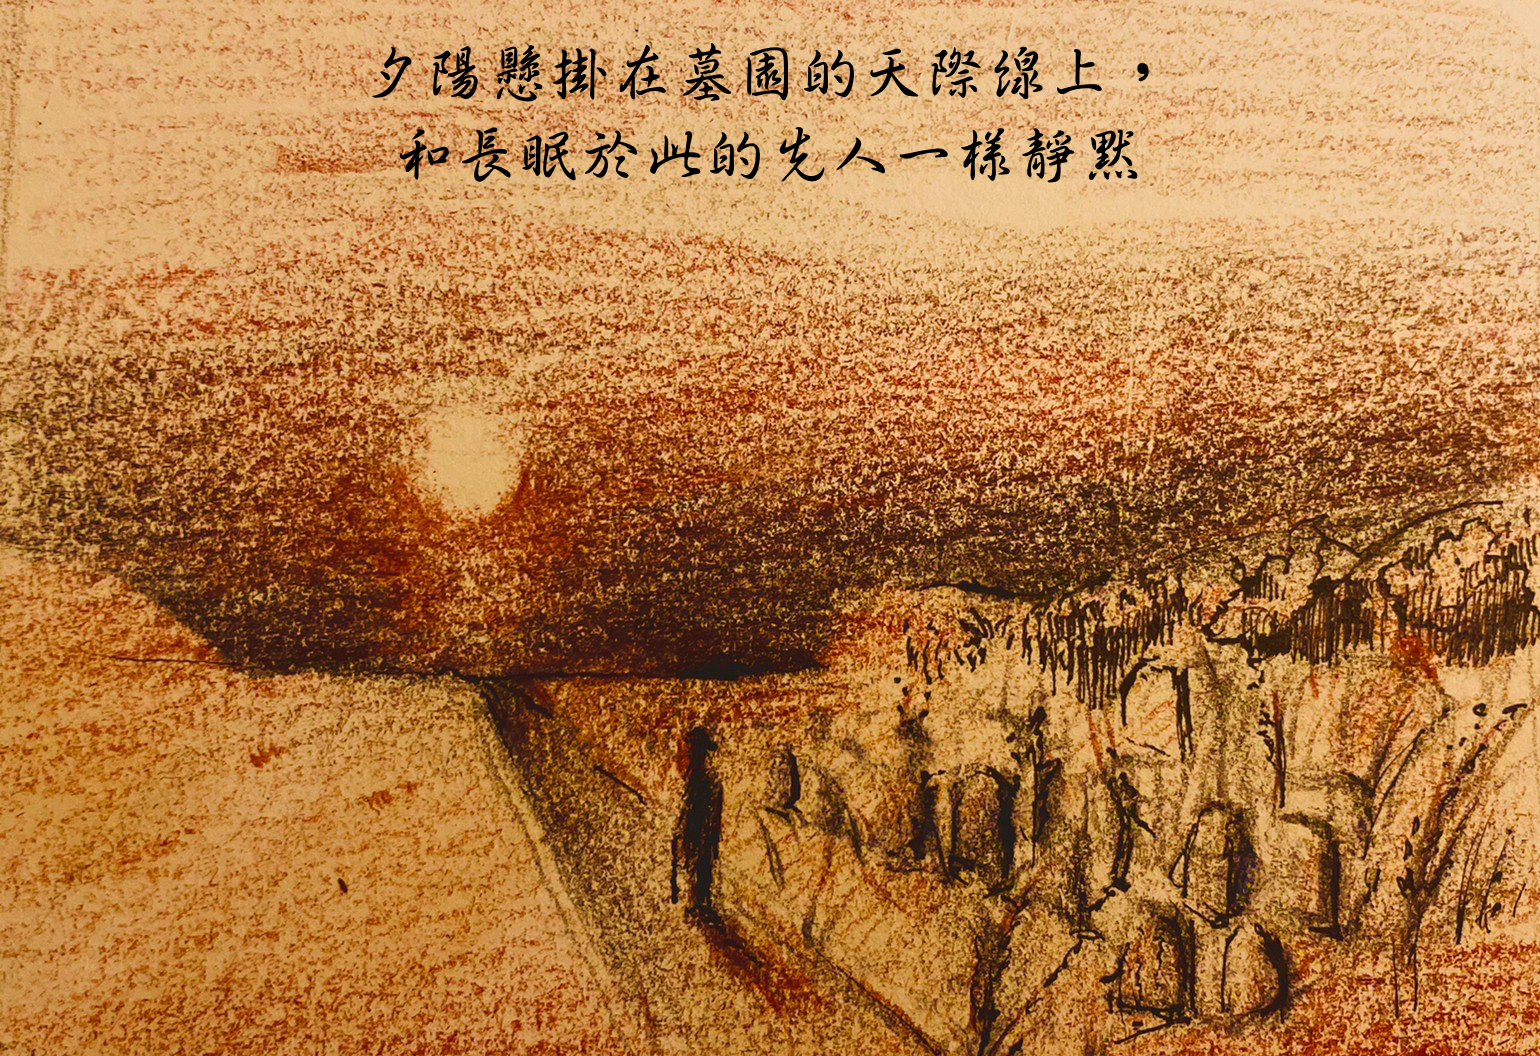 夕陽懸掛在墓園的天際線上，
和長眠於此的先人一樣靜默